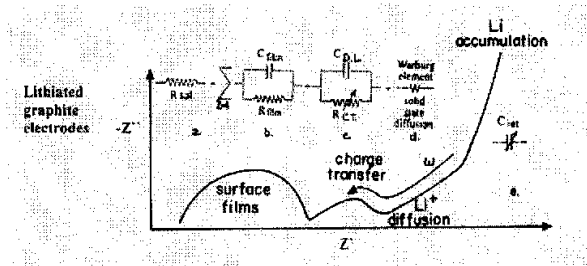 Li
accumulation
Lithiated
graphite
electrodes
-Z''
R sol
Σ
C film
R film
C D.L.
R C.T.
Warburg
element
W
solid
state
diffusion
a.
b.
c.
d.
C int
e.
charge
transfer
ω
surface
films
Li+
diffusion
Z'